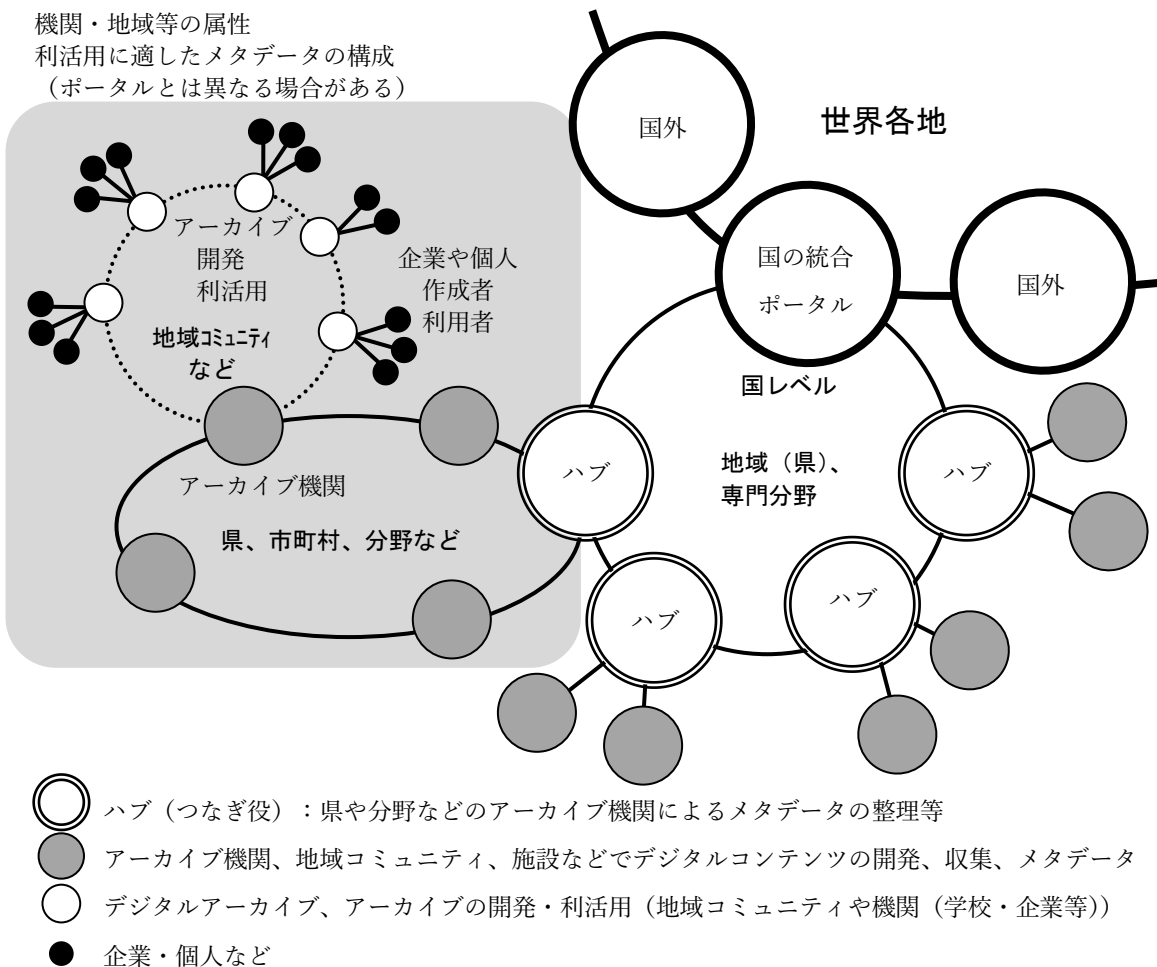 機関・地域等の属性
利活用に適したメタデータの構成
（ポータルとは異なる場合がある）
国外
世界各地
アーカイブ
開発
利活用
企業や個人
作成者
利用者
地域コミュニティ
など
国の統合
ポータル
国外
国レベル
アーカイブ機関
県、市町村、分野など
ハブ
地域（県）、
専門分野
ハブ
ハブ
ハブ
ハブ（つなぎ役）：県や分野などのアーカイブ機関によるメタデータの整理等
アーカイブ機関、地域コミュニティ、施設などでデジタルコンテンツの開発、収集、メタデータ
デジタルアーカイブ、アーカイブの開発・利活用（地域コミュニティや機関（学校・企業等））
企業・個人など